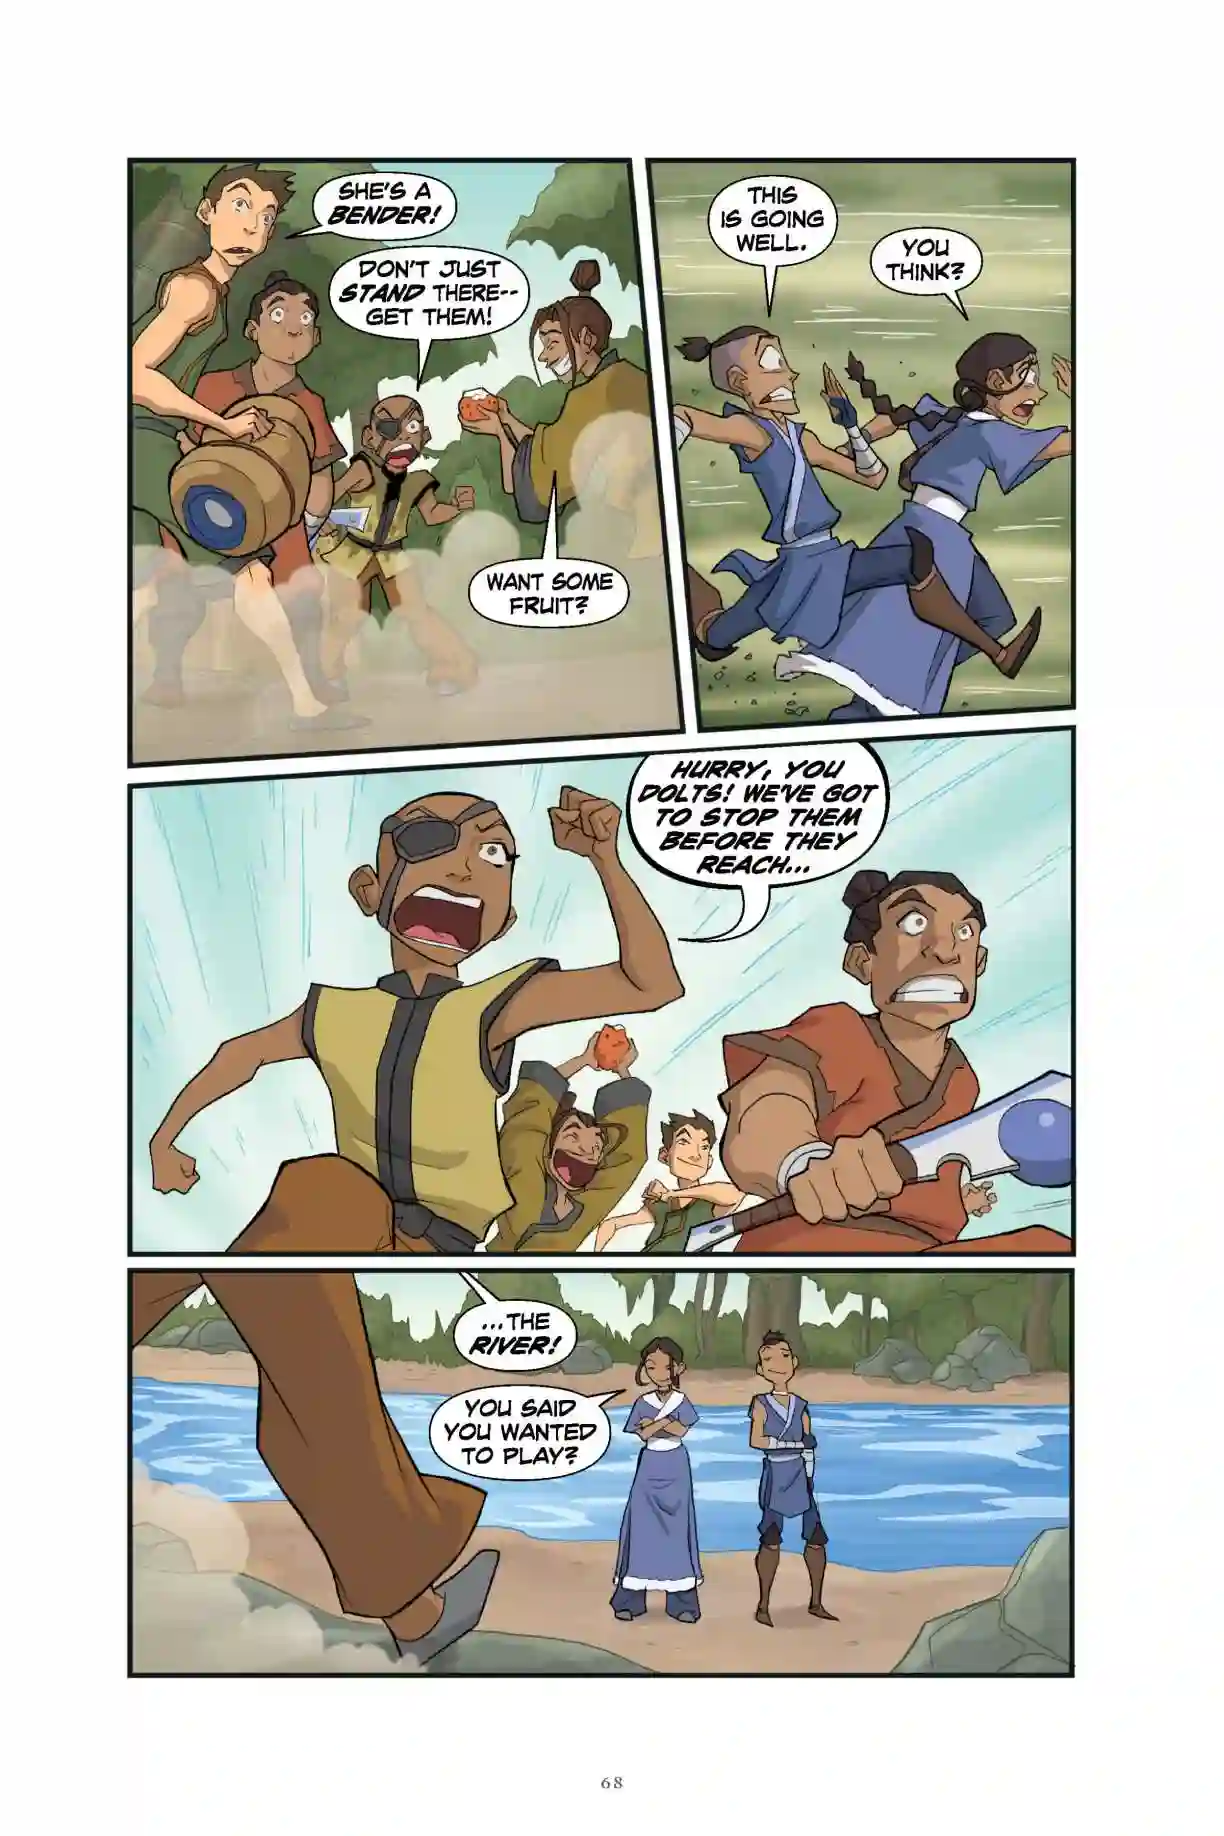 SHE'S A
BENDER!
DON'T JUST
STAND THERE--
GET THEM!
WANT SOME
FRUIT?
THIS
IS GOING
WELL.
YOU
THINK?
HURRY, YOU
DOLTS! WE'VE GOT
TO STOP THEM
BEFORE THEY
REACH...
...THE
RIVER!
YOU SAID
YOU WANTED
TO PLAY?
68